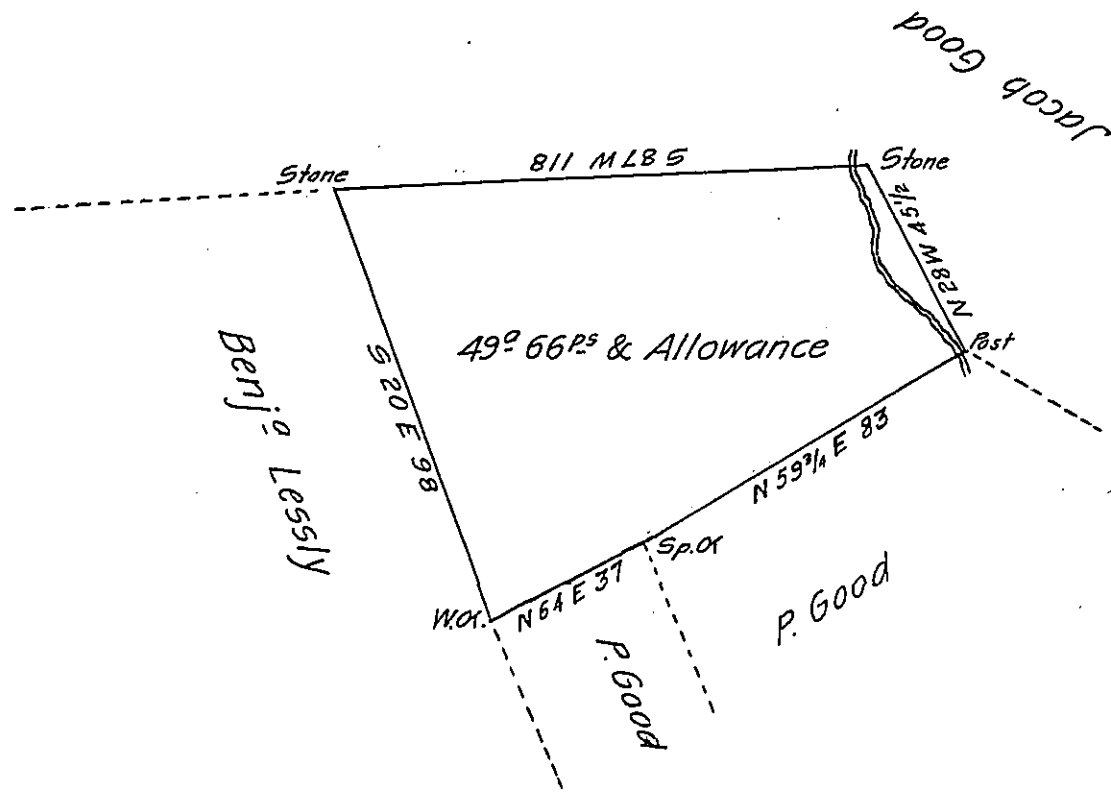 Jacob Good
Stone
S 87 W 118
Stone
N 28 W 45½
Post
49ª 66Pˢ & Allowance
S 20 E 98
Benjª Lessly
N 59¾ E 83
Sp. or
N 64 E 37
W. or.
P. Good
P. Good